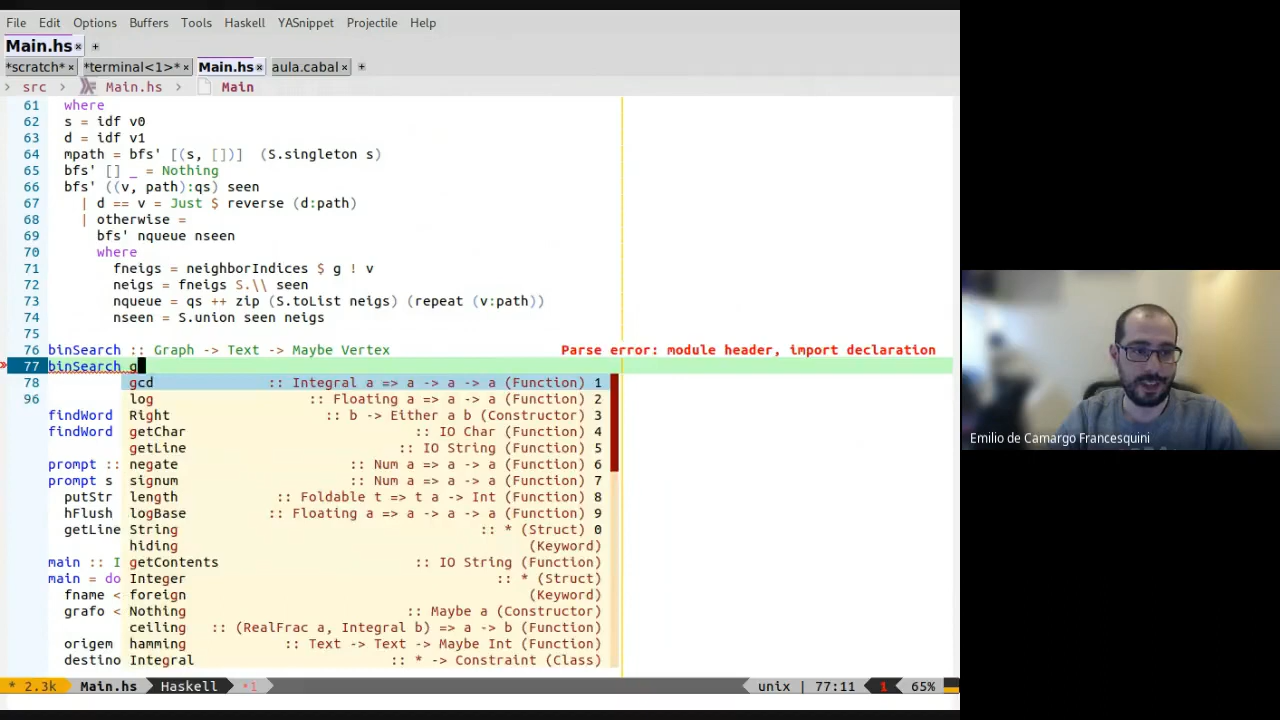 File Edit Options Buffers Tools Haskell YASnippet Projectile Help
Main.hs × +
*scratch* × *terminal<1>* × Main.hs × aula.cabal × +
> src > Main.hs > Main
61 where
62 s = idf v0
63 d = idf v1
64 mpath = bfs' [(s, [])] (S.singleton s)
65 bfs' [] _ = Nothing
66 bfs' ((v, path):qs) seen
67 | d == v = Just $ reverse (d:path)
68 | otherwise =
69 bfs' nqueue nseen
70 where
71 fneigs = neighborIndices $ g ! v
72 neigs = fneigs S.\\ seen
73 nqueue = qs ++ zip (S.toList neigs) (repeat (v:path))
74 nseen = S.union seen neigs
75
76 binSearch :: Graph -> Text -> Maybe Vertex Parse error: module header, import declaration
77 binSearch g
78 gcd :: Integral a => a -> a -> a (Function) 1
96 log :: Floating a => a -> a (Function) 2
findWord Right :: b -> Either a b (Constructor) 3
findWord getChar :: IO Char (Function) 4
getLine :: IO String (Function) 5
prompt :: negate :: Num a => a -> a (Function) 6
prompt s signum :: Num a => a -> a (Function) 7
putStr length :: Foldable t => t a -> Int (Function) 8
hFlush logBase :: Floating a => a -> a -> a (Function) 9
getLine String :: * (Struct) 0
hiding (Keyword)
main :: I getContents :: IO String (Function)
main = do Integer :: * (Struct)
fname < foreign (Keyword)
grafo < Nothing :: Maybe a (Constructor)
ceiling :: (RealFrac a, Integral b) => a -> b (Function)
origem hamming :: Text -> Text -> Maybe Int (Function)
destino Integral :: * -> Constraint (Class)
* 2.3k Main.hs Haskell •1 unix | 77:11 1 65%
Emilio de Camargo Francesquini